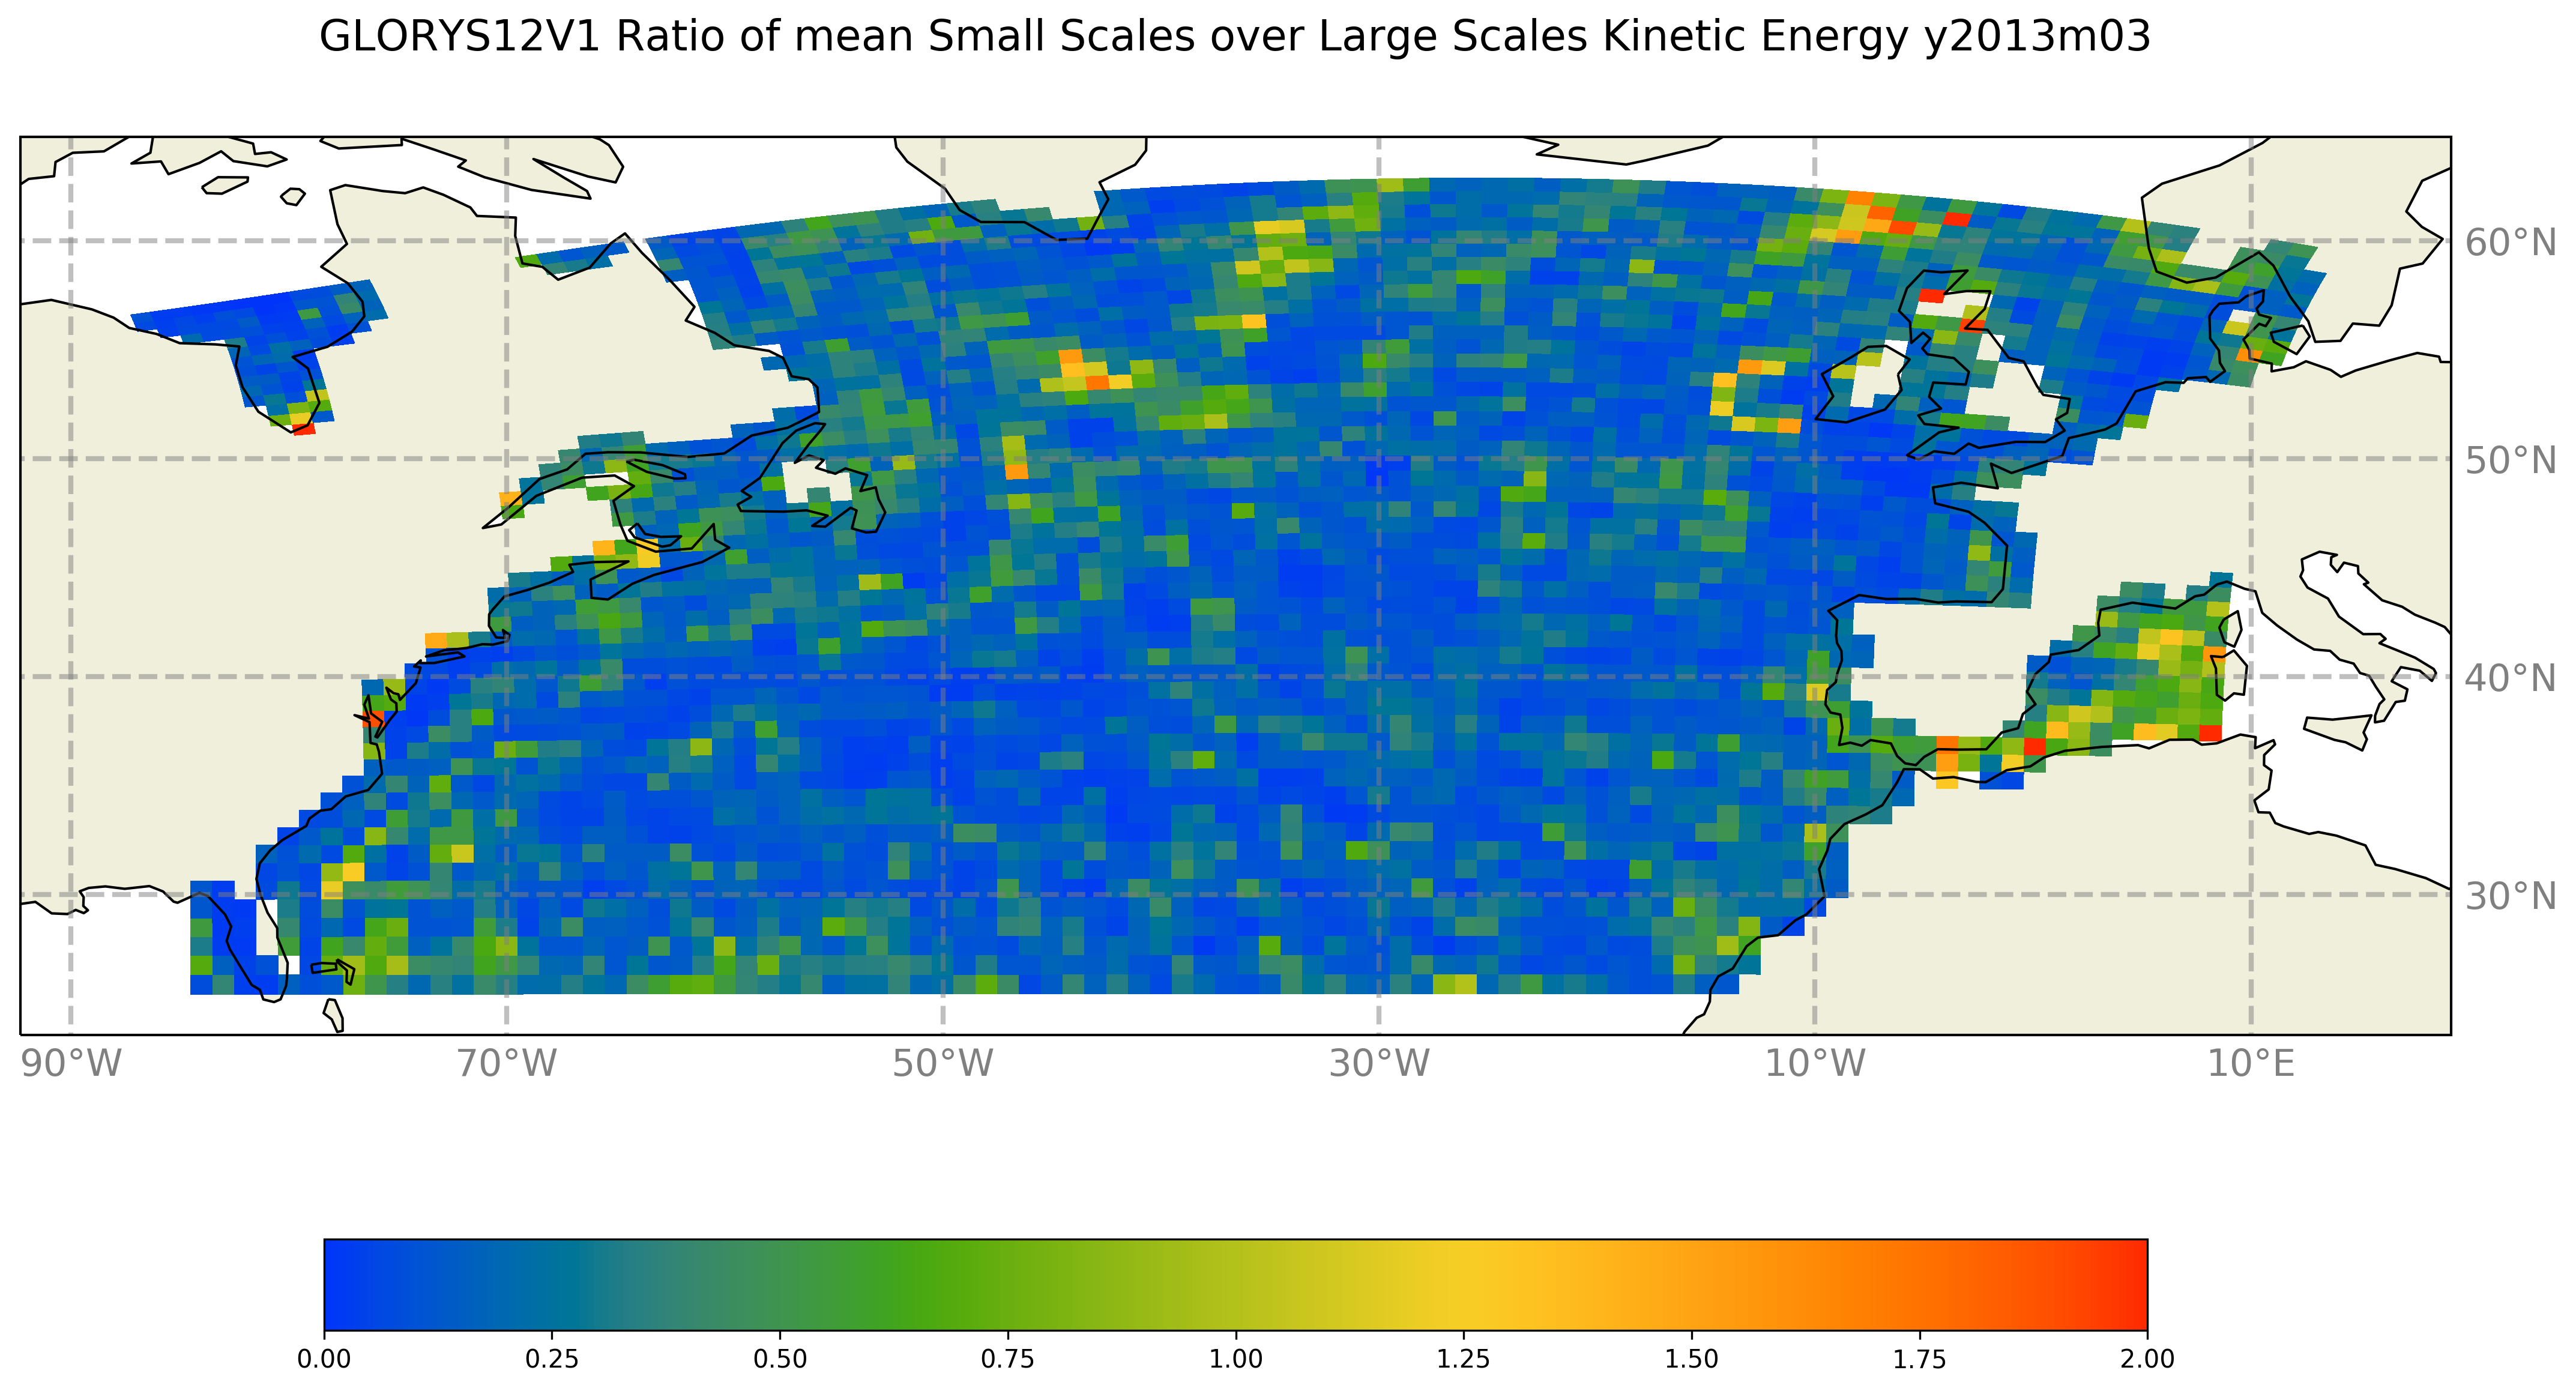 GLORYS12V1 Ratio of mean Small Scales over Large Scales Kinetic Energy y2013m03
60°N
50°N
40°N
30°N
90°W 70°W 50°W 30°W 10°W 10°E
0.00 0.25 0.50 0.75 1.00 1.25 1.50 1.75 2.00